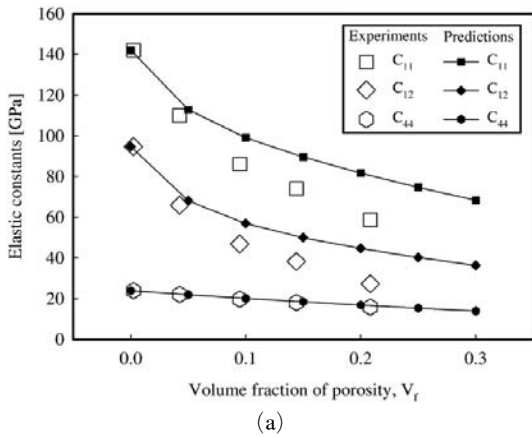 160
140
120
100
80
60
40
20
0
Elastic constants [GPa]
Experiments Predictions
C₁₁ C₁₁
C₁₂ C₁₂
C₄₄ C₄₄
0.0 0.1 0.2 0.3
Volume fraction of porosity, V_f
(a)